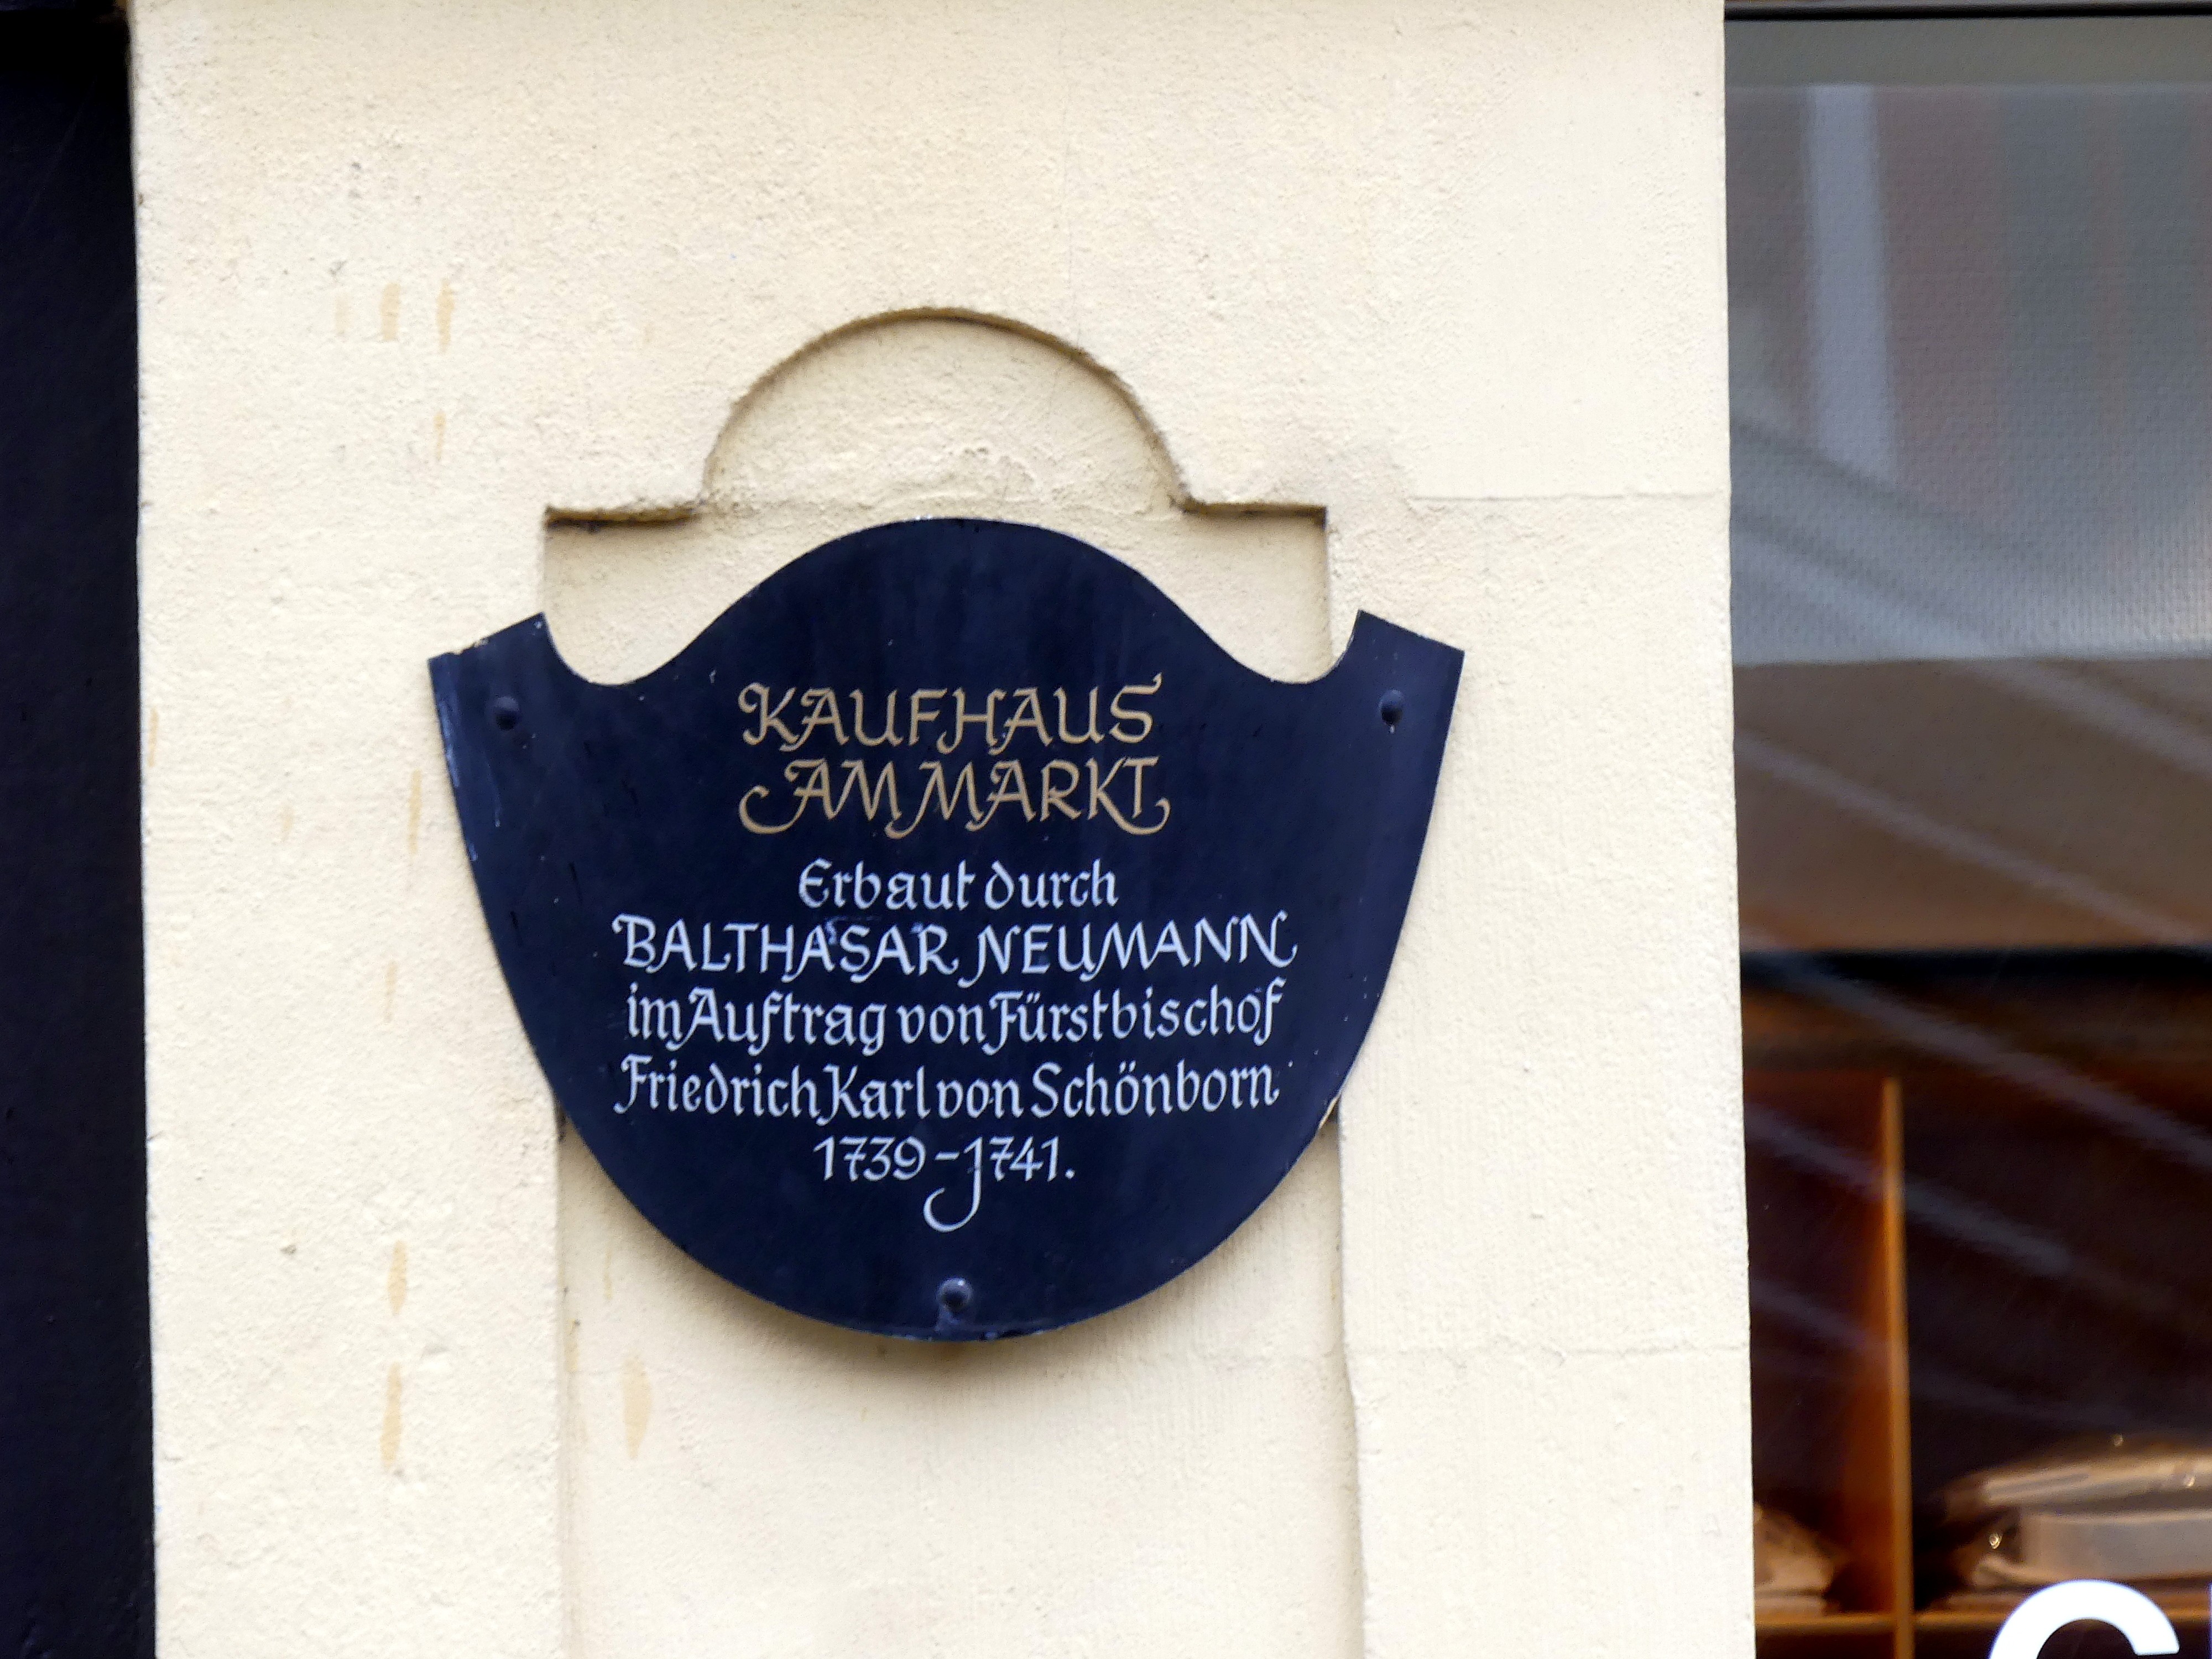 KAUFHAUS
AM MARKT
Erbaut durch
BALTHASAR NEUMANN
im Auftrag von Fürstbischof
Friedrich Karl von Schönborn
1739-1741.